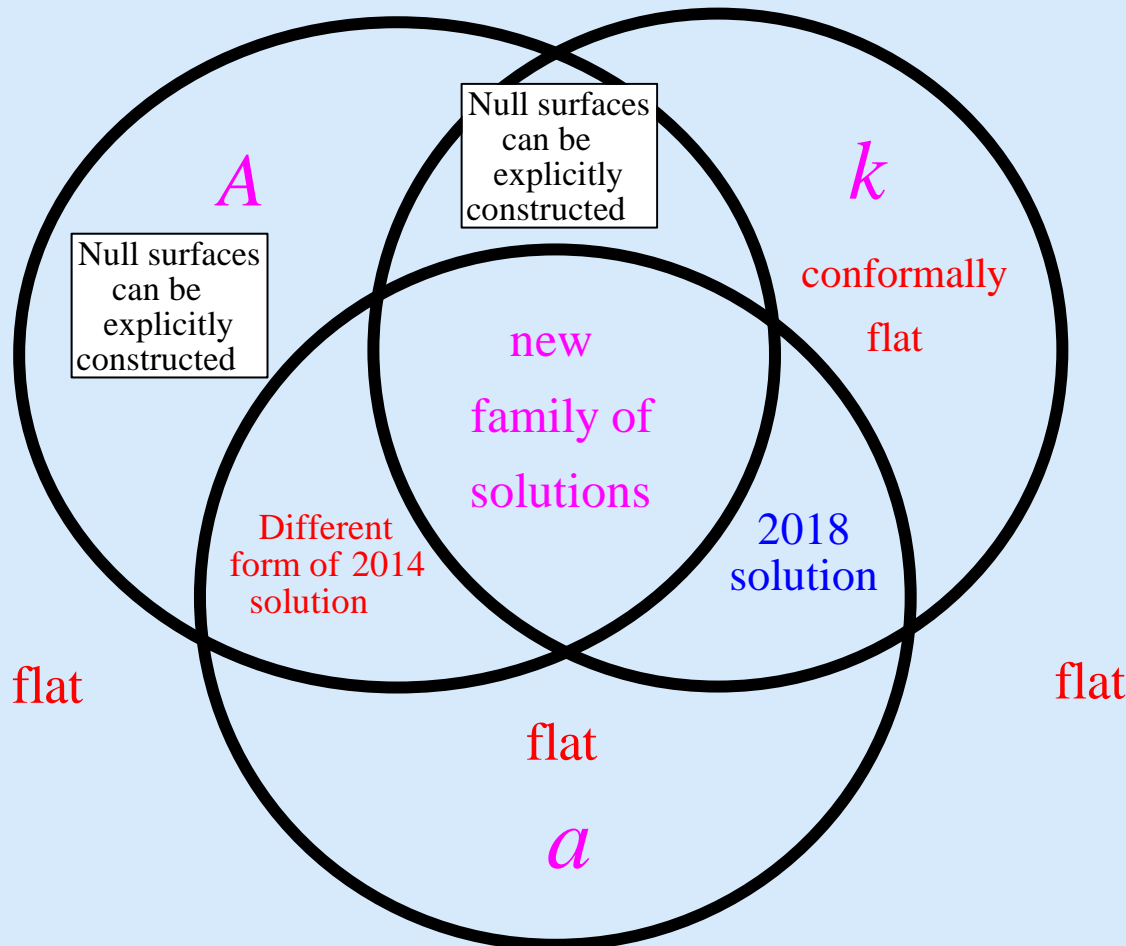 Null surfaces
can be
explicitly
constructed
A
k
Null surfaces
can be
explicitly
constructed
conformally
flat
new
family of
solutions
Different
form of 2014
solution
2018
solution
flat
flat
flat
a